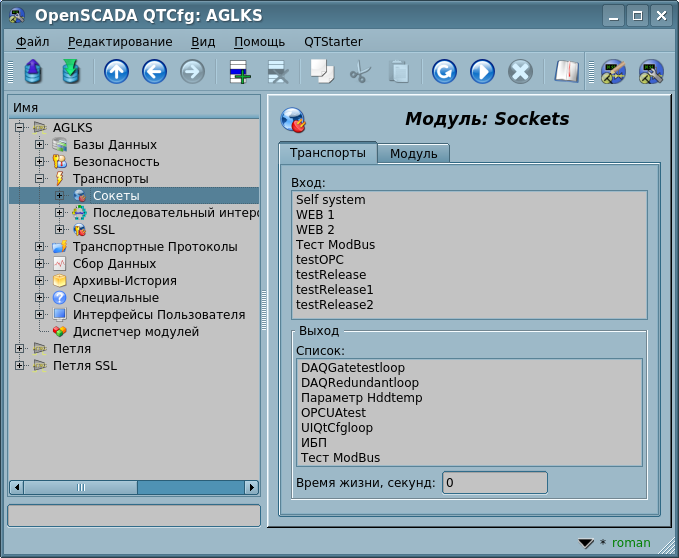 OpenSCADA QTCfg: AGLKS
Файл Редактирование Вид Помощь QTStarter
Имя
AGLKS
Базы Данных
Безопасность
Транспорты
Сокеты
Последовательный интер
SSL
Транспортные Протоколы
Сбор Данных
Архивы-История
Специальные
Интерфейсы Пользователя
Диспетчер модулей
Петля
Петля SSL
Модуль: Sockets
Транспорты Модуль
Вход:
Self system
WEB 1
WEB 2
Тест ModBus
testOPC
testRelease
testRelease1
testRelease2
Выход
Список:
DAQGatetestloop
DAQRedundantloop
Параметр Hddtemp
OPCUAtest
UIQtCfgloop
ИБП
Тест ModBus
Время жизни, секунд: 0
* roman